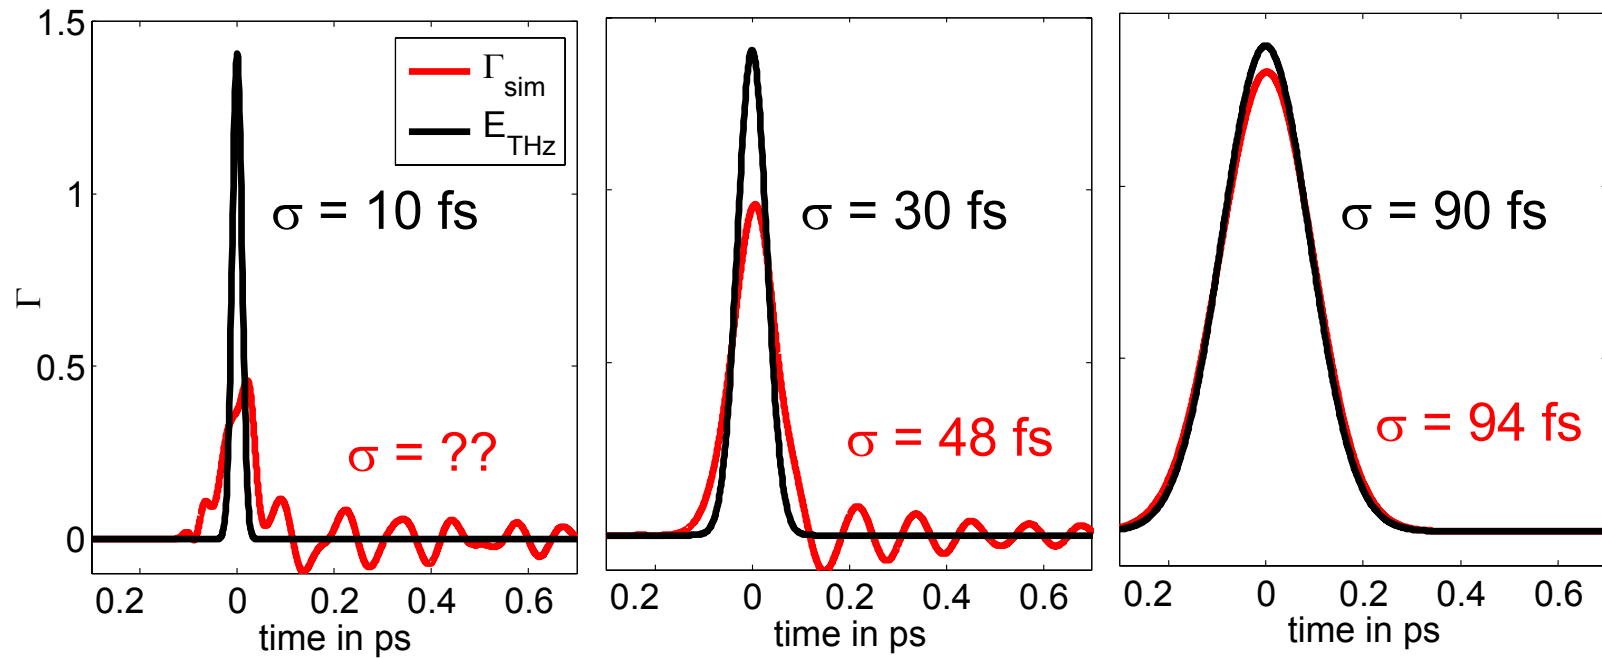 1.5
1
0.5
0
Γ
Γsim
ETHz
σ = 10 fs
σ = ??
0.2 0 0.2 0.4 0.6
time in ps
σ = 30 fs
σ = 48 fs
0.2 0 0.2 0.4 0.6
time in ps
σ = 90 fs
σ = 94 fs
0.2 0 0.2 0.4 0.6
time in ps